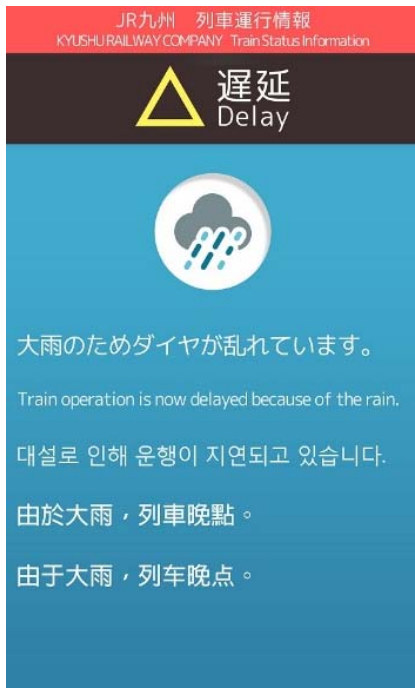 JR九州　列車運行情報
KYUSHU RAILWAY COMPANY Train Status Information
遅延
Delay
大雨のためダイヤが乱れています。
Train operation is now delayed because of the rain.
대설로 인해 운행이 지연되고 있습니다.
由於大雨，列車晚點。
由于大雨，列车晚点。